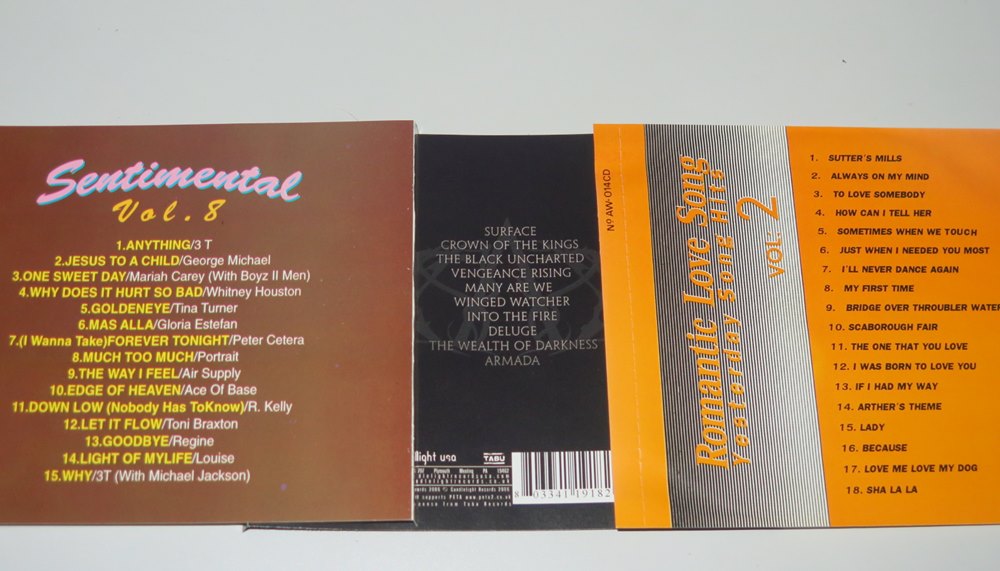 Sentimental
Vol. 8
1.ANYTHING/3 T
2.JESUS TO A CHILD/George Michael
3.ONE SWEET DAY/Mariah Carey (With Boyz II Men)
4.WHY DOES IT HURT SO BAD/Whitney Houston
5.GOLDENEYE/Tina Turner
6.MAS ALLA/Gloria Estefan
7.(I Wanna Take)FOREVER TONIGHT/Peter Cetera
8.MUCH TOO MUCH/Portrait
9.THE WAY I FEEL/Air Supply
10.EDGE OF HEAVEN/Ace Of Base
11.DOWN LOW (Nobody Has ToKnow)/R. Kelly
12.LET IT FLOW/Toni Braxton
13.GOODBYE/Regine
14.LIGHT OF MYLIFE/Louise
15.WHY/3T (With Michael Jackson)
SURFACE
CROWN OF THE KINGS
THE BLACK UNCHARTED
VENGEANCE RISING
MANY ARE WE
WINGED WATCHER
INTO THE FIRE
DELUGE
THE WEALTH OF DARKNESS
ARMADA
light usa
TABU
8 03341 19182
Nº AW-014CD
Romantic Love Song
Yesterday Song Hits
VOL: 2
1. SUTTER'S MILLS
2. ALWAYS ON MY MIND
3. TO LOVE SOMEBODY
4. HOW CAN I TELL HER
5. SOMETIMES WHEN WE TOUCH
6. JUST WHEN I NEEDED YOU MOST
7. I'LL NEVER DANCE AGAIN
8. MY FIRST TIME
9. BRIDGE OVER THROUBLER WATER
10. SCABOROUGH FAIR
11. THE ONE THAT YOU LOVE
12. I WAS BORN TO LOVE YOU
13. IF I HAD MY WAY
14. ARTHER'S THEME
15. LADY
16. BECAUSE
17. LOVE ME LOVE MY DOG
18. SHA LA LA